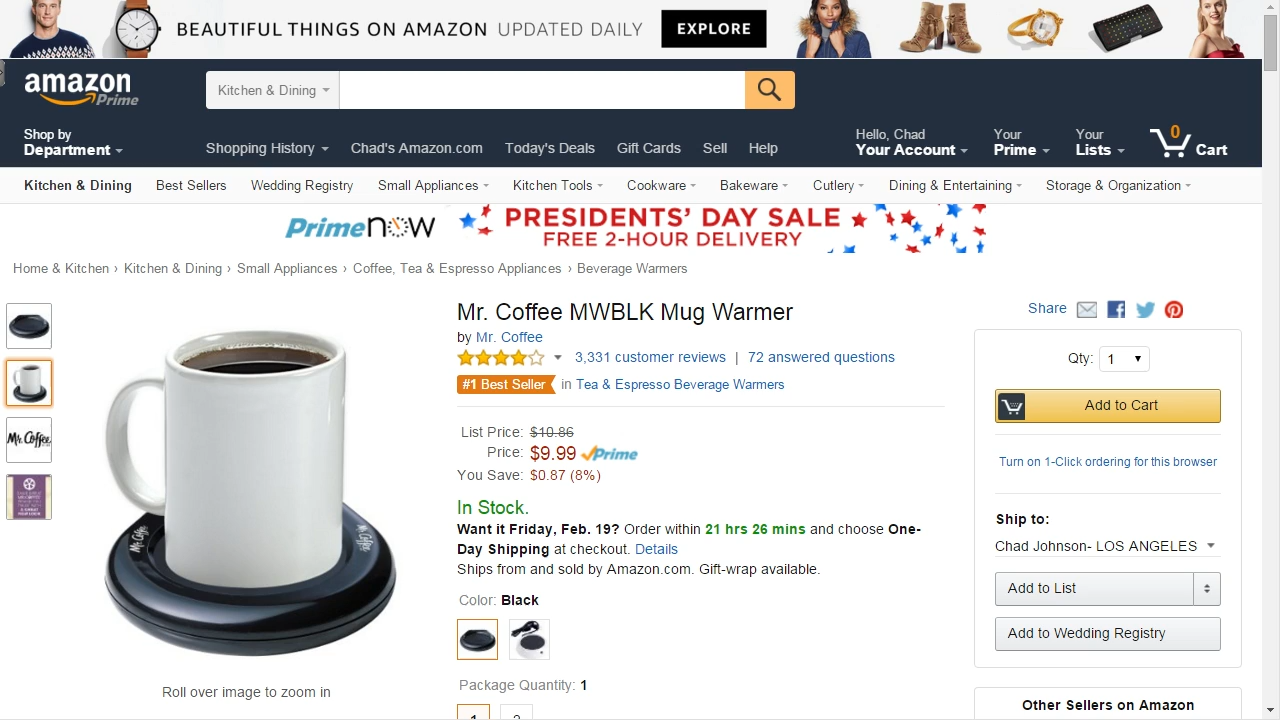 BEAUTIFUL THINGS ON AMAZON UPDATED DAILY EXPLORE
amazon Prime
Kitchen & Dining
Shop by Department
Shopping History Chad's Amazon.com Today's Deals Gift Cards Sell Help
Hello, Chad Your Account
Your Prime
Your Lists
0 Cart
Kitchen & Dining Best Sellers Wedding Registry Small Appliances Kitchen Tools Cookware Bakeware Cutlery Dining & Entertaining Storage & Organization
PrimeNOW PRESIDENTS' DAY SALE
FREE 2-HOUR DELIVERY
Home & Kitchen › Kitchen & Dining › Small Appliances › Coffee, Tea & Espresso Appliances › Beverage Warmers
Mr. Coffee
Mr. Coffee
Mr. Coffee
Roll over image to zoom in
Mr. Coffee MWBLK Mug Warmer
by Mr. Coffee
3,331 customer reviews | 72 answered questions
#1 Best Seller in Tea & Espresso Beverage Warmers
List Price: $10.86
Price: $9.99 Prime
You Save: $0.87 (8%)
In Stock.
Want it Friday, Feb. 19? Order within 21 hrs 26 mins and choose One-
Day Shipping at checkout. Details
Ships from and sold by Amazon.com. Gift-wrap available.
Color: Black
Package Quantity: 1
1 2
Share
Qty: 1
Add to Cart
Turn on 1-Click ordering for this browser
Ship to:
Chad Johnson- LOS ANGELES
Add to List
Add to Wedding Registry
Other Sellers on Amazon